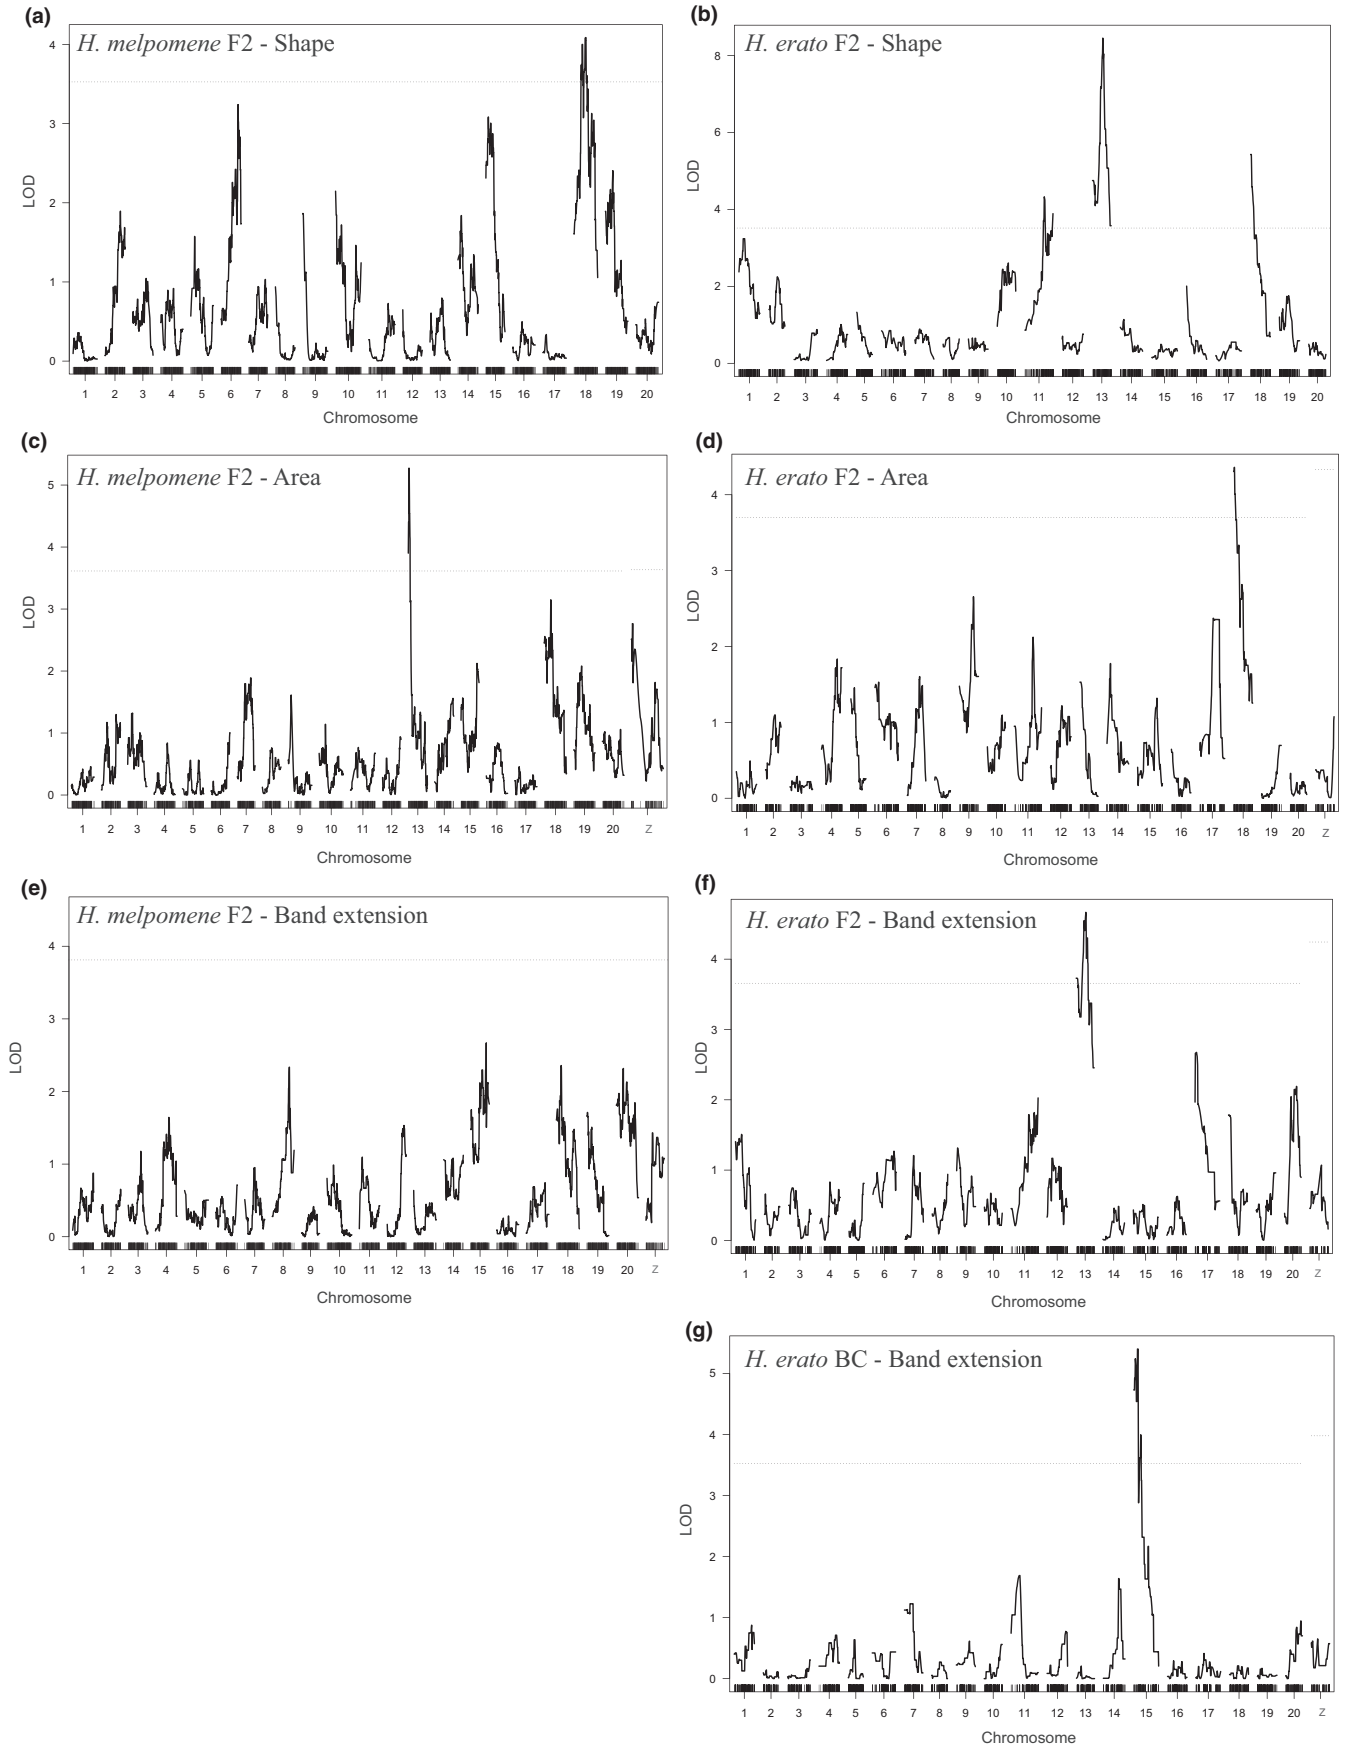 (a)
H. melpomene F2 - Shape
LOD
4
3
2
1
0
1 2 3 4 5 6 7 8 9 10 11 12 13 14 15 16 17 18 19 20
Chromosome
(b)
H. erato F2 - Shape
LOD
8
6
4
2
0
1 2 3 4 5 6 7 8 9 10 11 12 13 14 15 16 17 18 19 20
Chromosome
(c)
H. melpomene F2 - Area
LOD
5
4
3
2
1
0
1 2 3 4 5 6 7 8 9 10 11 12 13 14 15 16 17 18 19 20 Z
Chromosome
(d)
H. erato F2 - Area
LOD
4
3
2
1
0
1 2 3 4 5 6 7 8 9 10 11 12 13 14 15 16 17 18 19 20 Z
Chromosome
(e)
H. melpomene F2 - Band extension
LOD
4
3
2
1
0
1 2 3 4 5 6 7 8 9 10 11 12 13 14 15 16 17 18 19 20 Z
Chromosome
(f)
H. erato F2 - Band extension
LOD
4
3
2
1
0
1 2 3 4 5 6 7 8 9 10 11 12 13 14 15 16 17 18 19 20 Z
Chromosome
(g)
H. erato BC - Band extension
LOD
5
4
3
2
1
0
1 2 3 4 5 6 7 8 9 10 11 12 13 14 15 16 17 18 19 20 Z
Chromosome